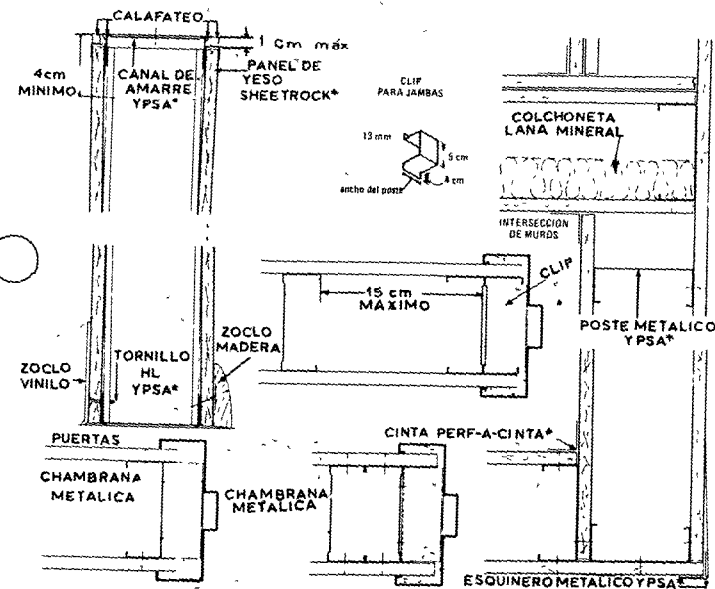 CALAFATEO
1 Cm máx
4cm
MINIMO
CANAL DE
AMARRE
YPSA*
PANEL DE
YESO
SHEETROCK*
CLIP
PARA JAMBAS
13 mm
5 cm
4 cm
ancho del poste
COLCHONETA
LANA MINERAL
INTERSECCION
DE MUROS
CLIP
15 cm
MAXIMO
POSTE METALICO
YPSA*
ZOCLO
VINILO
TORNILLO
HL
YPSA*
ZOCLO
MADERA
PUERTAS
CHAMBRANA
METALICA
CHAMBRANA
METALICA
CINTA PERF-A-CINTA*
ESQUINERO METALICO YPSA*